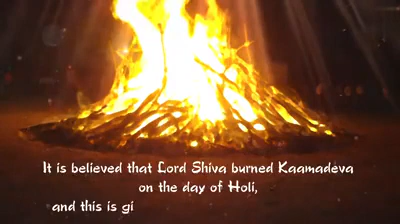 It is believed that Lord Shiva burned Kaamadeva
on the day of Holi,
and this is gi